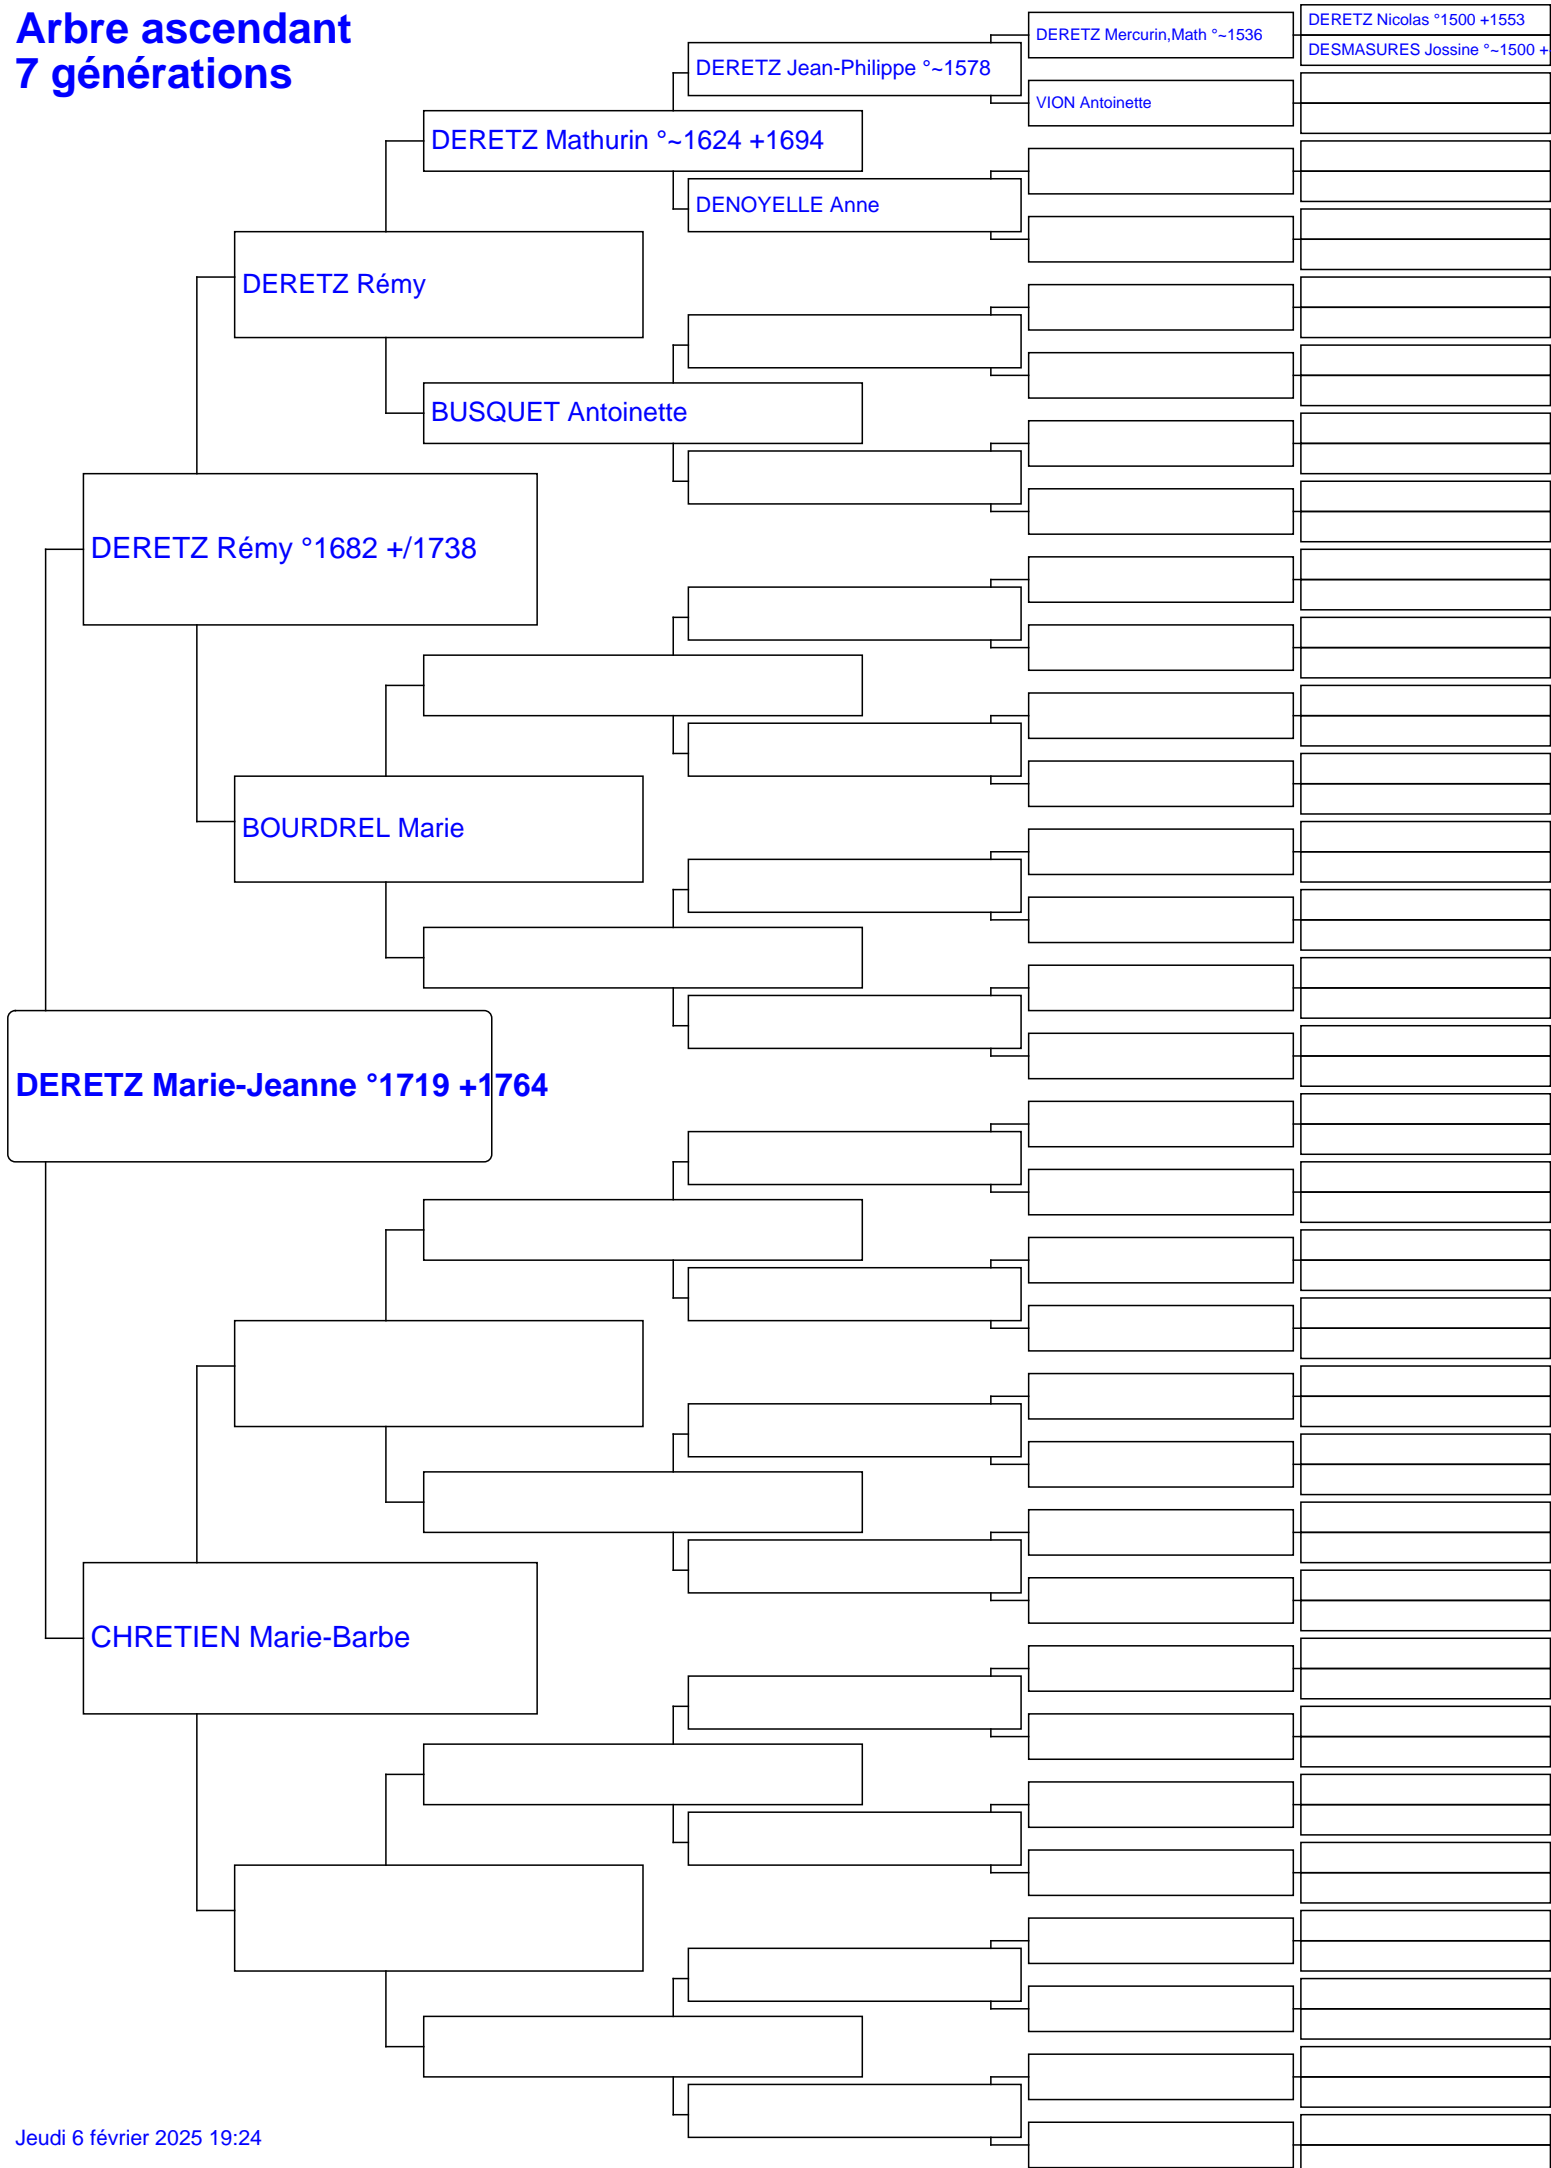 Arbre ascendant
7 générations
DERETZ Nicolas °1500 +1553
DERETZ Mercurin,Math °~1536
DESMASURES Jossine °~1500 +
DERETZ Jean-Philippe °~1578
VION Antoinette
DERETZ Mathurin °~1624 +1694
DENOYELLE Anne
DERETZ Rémy
BUSQUET Antoinette
DERETZ Rémy °1682 +/1738
BOURDREL Marie
DERETZ Marie-Jeanne °1719 +1764
CHRETIEN Marie-Barbe
Jeudi 6 février 2025 19:24